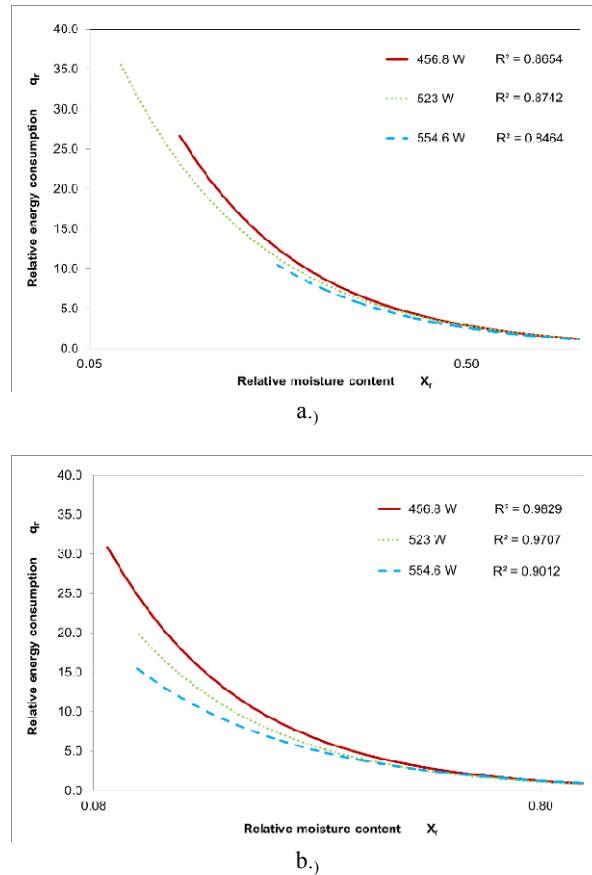 40.0
35.0
30.0
25.0
20.0
15.0
10.0
5.0
0.0
Relative energy consumption qr
456.8 W R² = 0.8654
523 W R² = 0.8742
554.6 W R² = 0.8464
0.05 0.50
Relative moisture content Xr
a.)
40.0
35.0
30.0
25.0
20.0
15.0
10.0
5.0
0.0
Relative energy consumption qr
456.8 W R² = 0.9829
523 W R² = 0.9707
554.6 W R² = 0.9012
0.08 0.80
Relative moisture content Xr
b.)